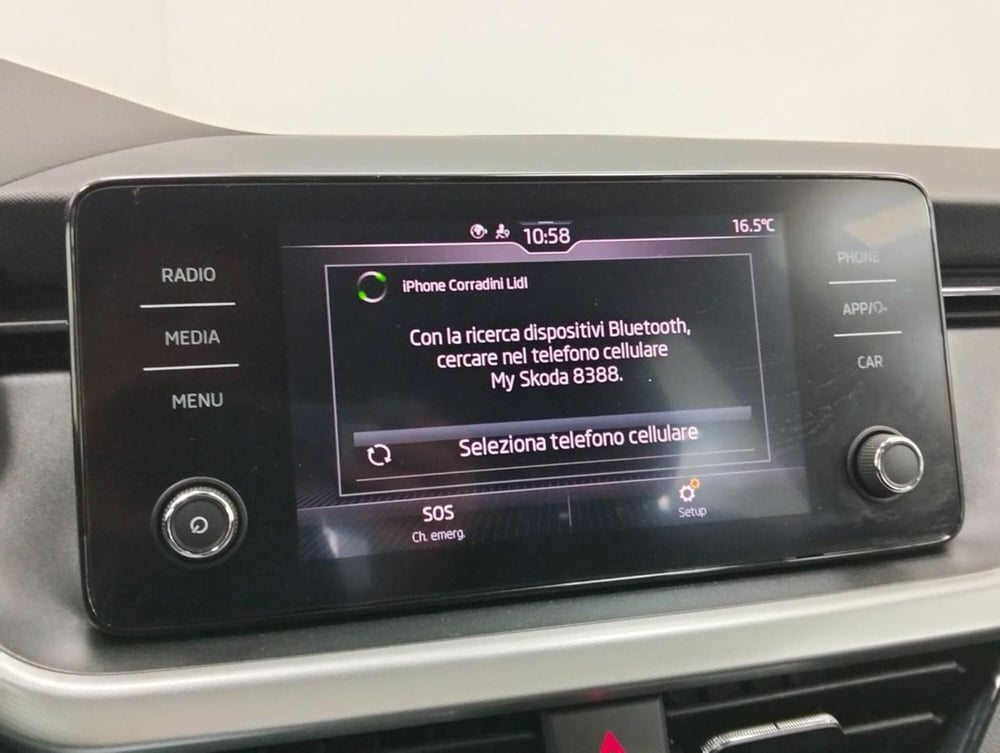 10:58
16.5°C
RADIO
MEDIA
MENU
iPhone Corradini Lidl
Con la ricerca dispositivi Bluetooth,
cercare nel telefono cellulare
My Skoda 8388.
Seleziona telefono cellulare
SOS
Ch. emerg.
Setup
PHONE
APP/
CAR